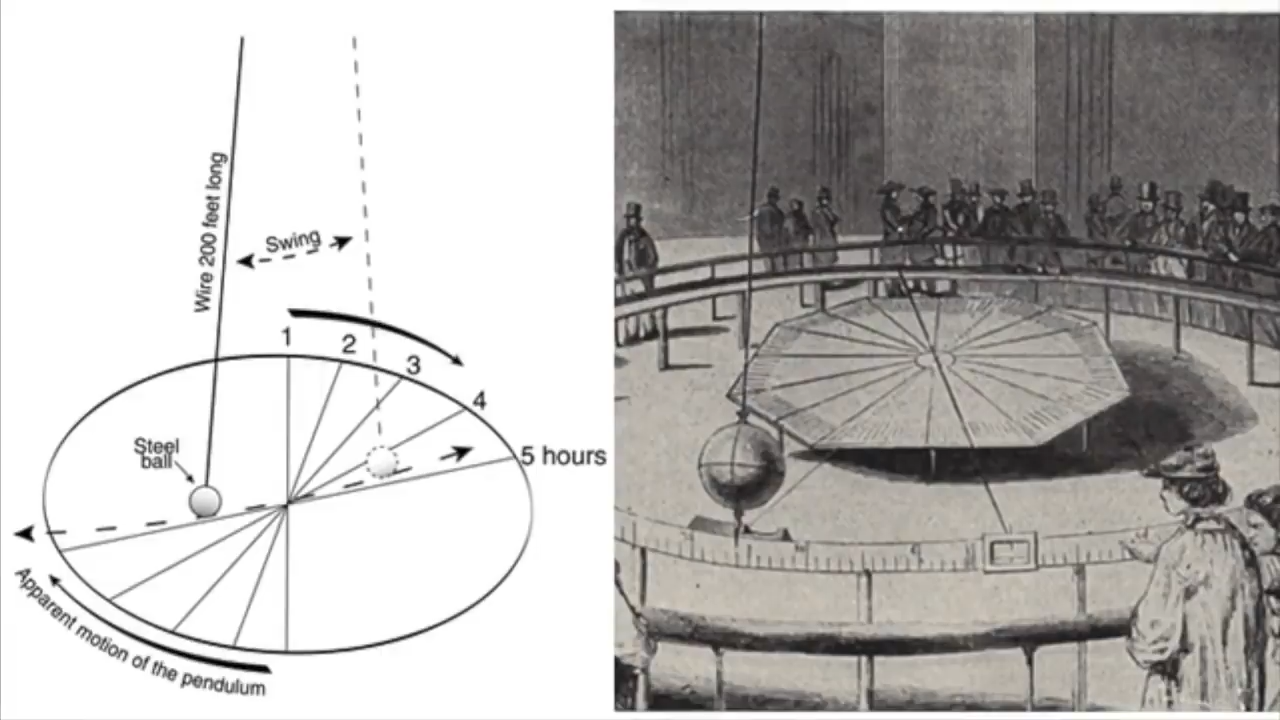 Wire 200 feet long
Swing
1
2
3
4
5 hours
Steel
ball
Apparent motion of the pendulum